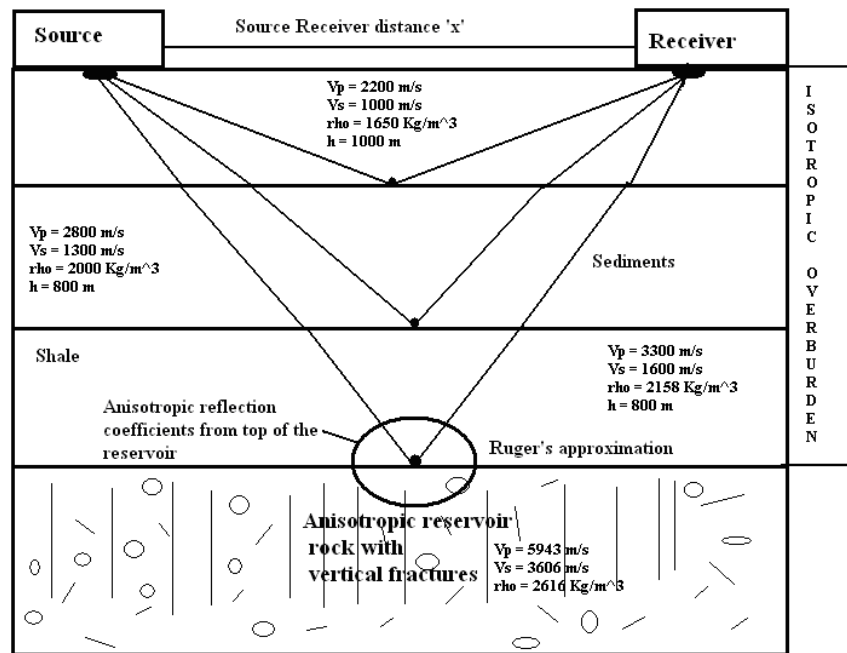 Source
Source Receiver distance 'x'
Receiver
Vp = 2200 m/s
Vs = 1000 m/s
rho = 1650 Kg/m^3
h = 1000 m
Vp = 2800 m/s
Vs = 1300 m/s
rho = 2000 Kg/m^3
h = 800 m
Sediments
Shale
Vp = 3300 m/s
Vs = 1600 m/s
rho = 2158 Kg/m^3
h = 800 m
Anisotropic reflection
coefficients from top of the
reservoir
Ruger's approximation
Anisotropic reservoir
rock with
vertical fractures
Vp = 5943 m/s
Vs = 3606 m/s
rho = 2616 Kg/m^3
ISOTROPIC OVERBURDEN